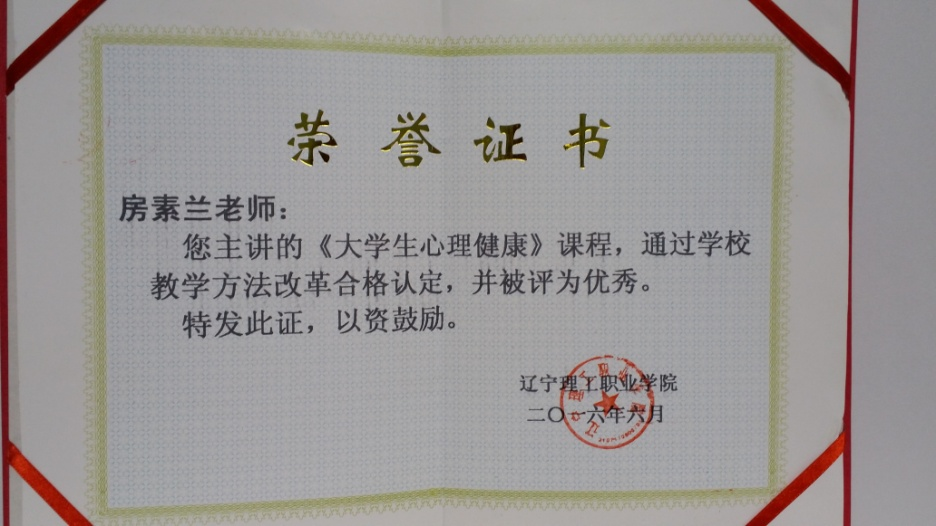 荣誉证书
房素兰老师：
您主讲的《大学生心理健康》课程，通过学校
教学方法改革合格认定，并被评为优秀。
特发此证，以资鼓励。
辽宁理工职业学院
二〇一六年六月